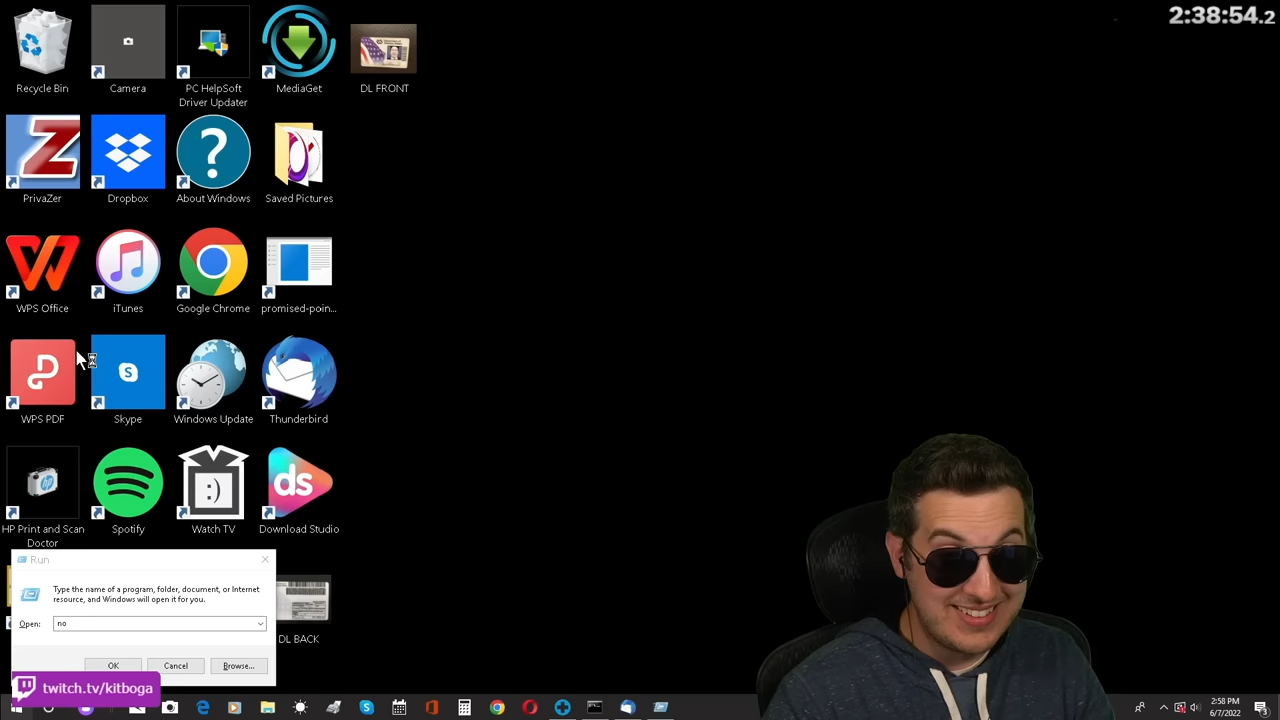 2:38:54.2
Recycle Bin
Camera
PC HelpSoft
Driver Updater
MediaGet
DL FRONT
PrivaZer
Dropbox
About Windows
Saved Pictures
WPS Office
iTunes
Google Chrome
promised-poin...
WPS PDF
Skype
Windows Update
Thunderbird
HP Print and Scan
Doctor
Spotify
Watch TV
Download Studio
Run
Type the name of a program, folder, document, or Internet
resource, and Windows will open it for you.
Open: no
OK
Cancel
Browse...
DL BACK
twitch.tv/kitboga
2:58 PM
6/7/2022